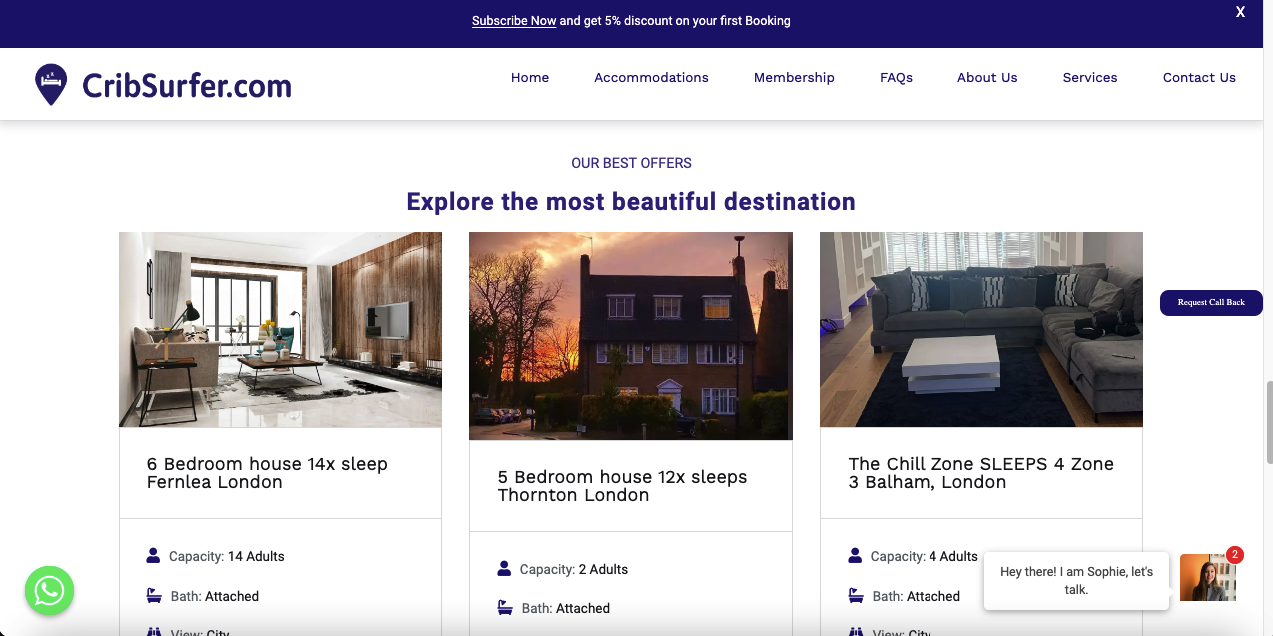 Subscribe Now and get 5% discount on your first Booking
X
CribSurfer.com
Home
Accommodations
Membership
FAQs
About Us
Services
Contact Us
OUR BEST OFFERS
Explore the most beautiful destination
Request Call Back
6 Bedroom house 14x sleep
Fernlea London
5 Bedroom house 12x sleeps
Thornton London
The Chill Zone SLEEPS 4 Zone
3 Balham, London
Capacity: 14 Adults
Bath: Attached
View: City
Capacity: 2 Adults
Bath: Attached
Capacity: 4 Adults
Bath: Attached
View: City
Hey there! I am Sophie, let's
talk.
2